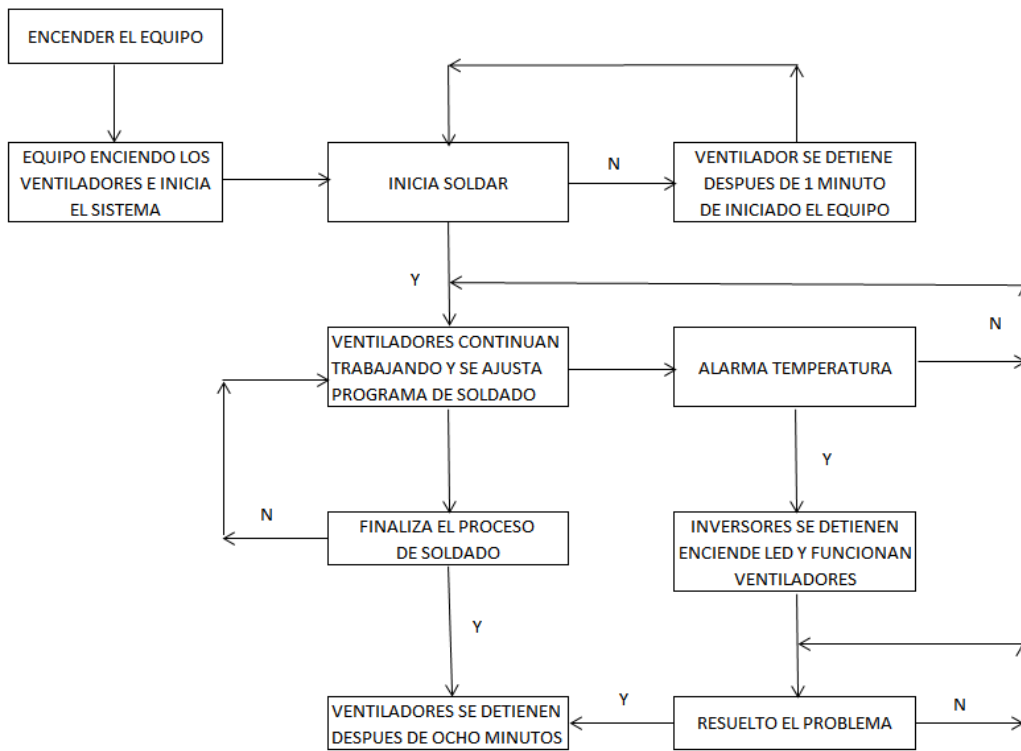 ENCENDER EL EQUIPO
EQUIPO ENCIENDO LOS
VENTILADORES E INICIA
EL SISTEMA
INICIA SOLDAR
N
VENTILADOR SE DETIENE
DESPUES DE 1 MINUTO
DE INICIADO EL EQUIPO
Y
VENTILADORES CONTINUAN
TRABAJANDO Y SE AJUSTA
PROGRAMA DE SOLDADO
ALARMA TEMPERATURA
N
Y
N
FINALIZA EL PROCESO
DE SOLDADO
INVERSORES SE DETIENEN
ENCIENDE LED Y FUNCIONAN
VENTILADORES
Y
VENTILADORES SE DETIENEN
DESPUES DE OCHO MINUTOS
Y
RESUELTO EL PROBLEMA
N